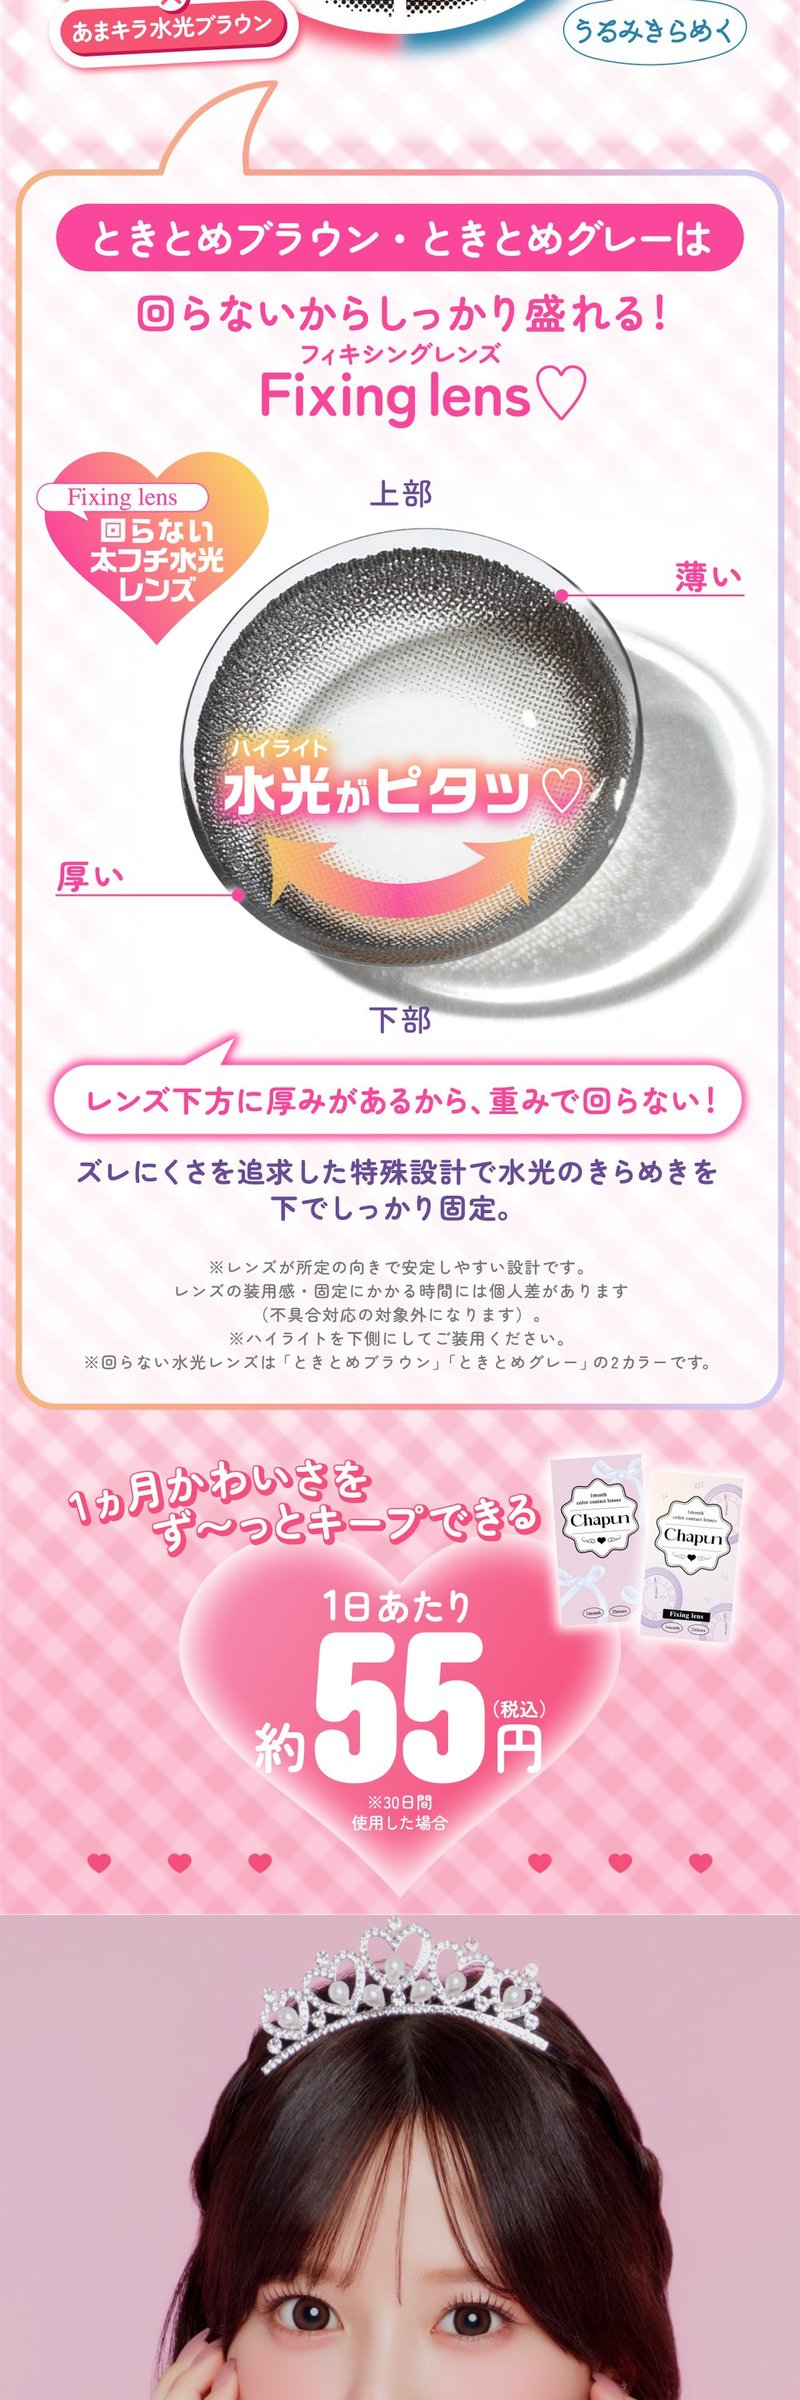 あまキラ水光ブラウン
うるみきらめく
ときとめブラウン・ときとめグレーは
回らないからしっかり盛れる！
フィキシングレンズ
Fixing lens♡
Fixing lens
回らない
太フチ水光
レンズ
上部
薄い
ハイライト
水光がピタッ♡
厚い
下部
レンズ下方に厚みがあるから、重みで回らない！
ズレにくさを追求した特殊設計で水光のきらめきを
下でしっかり固定。
※レンズが所定の向きで安定しやすい設計です。
レンズの装用感・固定にかかる時間には個人差があります
（不具合対応の対象外になります）。
※ハイライトを下側にしてご装用ください。
※回らない水光レンズは「ときとめブラウン」「ときとめグレー」の2カラーです。
1ヵ月かわいさを
ず〜っとキープできる
1month
color contact lenses
Chapun
1month
2lenses
1month
color contact lenses
Chapun
Fixing lens
1month
2lenses
1日あたり
約55円
（税込）
※30日間
使用した場合